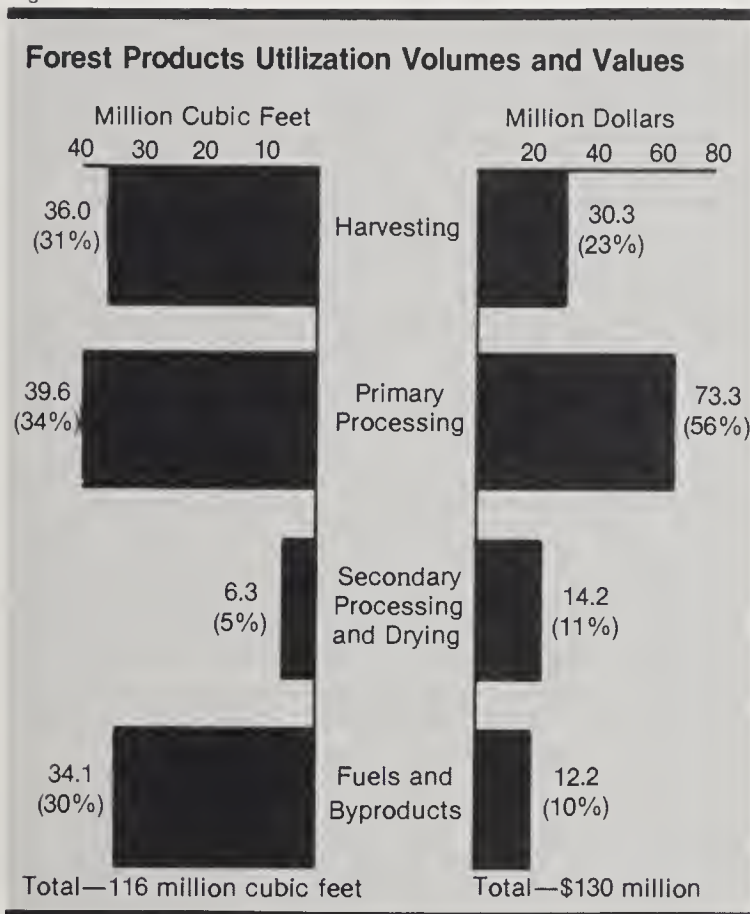 Forest Products Utilization Volumes and Values
Million Cubic Feet
40 30 20 10
Million Dollars
20 40 60 80
36.0
(31%)
Harvesting
30.3
(23%)
39.6
(34%)
Primary
Processing
73.3
(56%)
6.3
(5%)
Secondary
Processing
and Drying
14.2
(11%)
34.1
(30%)
Fuels and
Byproducts
12.2
(10%)
Total—116 million cubic feet
Total—$130 million